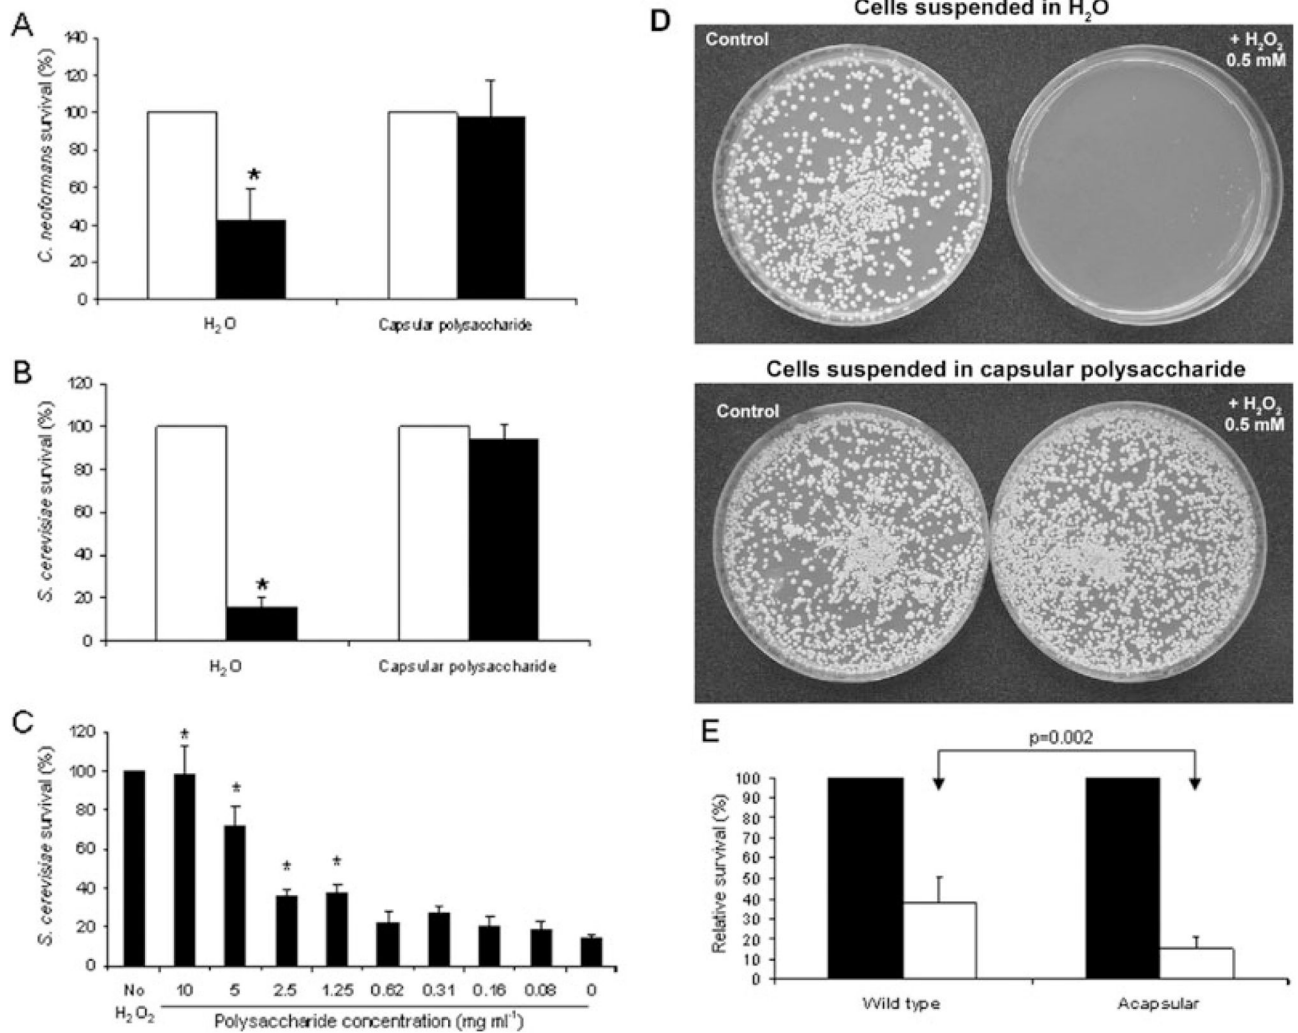 A
C. neoformans survival (%)
140
120
100
80
60
40
20
0
*
H2O
Capsular polysaccharide
B
S. cerevisiae survival (%)
120
100
80
60
40
20
0
*
H2O
Capsular polysaccharide
C
S. cerevisiae survival (%)
120
100
80
60
40
20
0
*
*
*
*
No 10 5 2.5 1.25 0.62 0.31 0.16 0.08 0
H2O2
Polysaccharide concentration (mg ml-1)
D
Cells suspended in H2O
Control
+ H2O2
0.5 mM
Cells suspended in capsular polysaccharide
Control
+ H2O2
0.5 mM
E
p=0.002
Relative survival (%)
100
90
80
70
60
50
40
30
20
10
0
Wild type
Acapsular